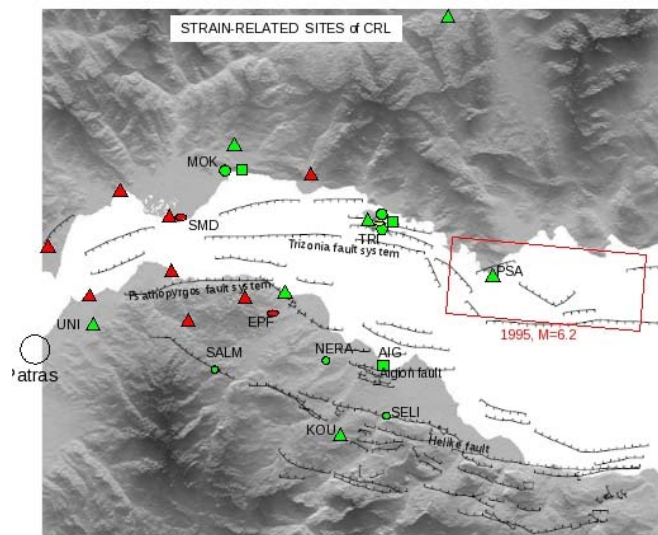 STRAIN-RELATED SITES of CRL
MOK
SMD
TRI
Trizonia fault system
PSA
Psathopyrgos fault system
UNI
EPF
1995, M=6.2
SALM
NERA
AIG
Aigion fault
Patras
SELI
KOU
Helike fault